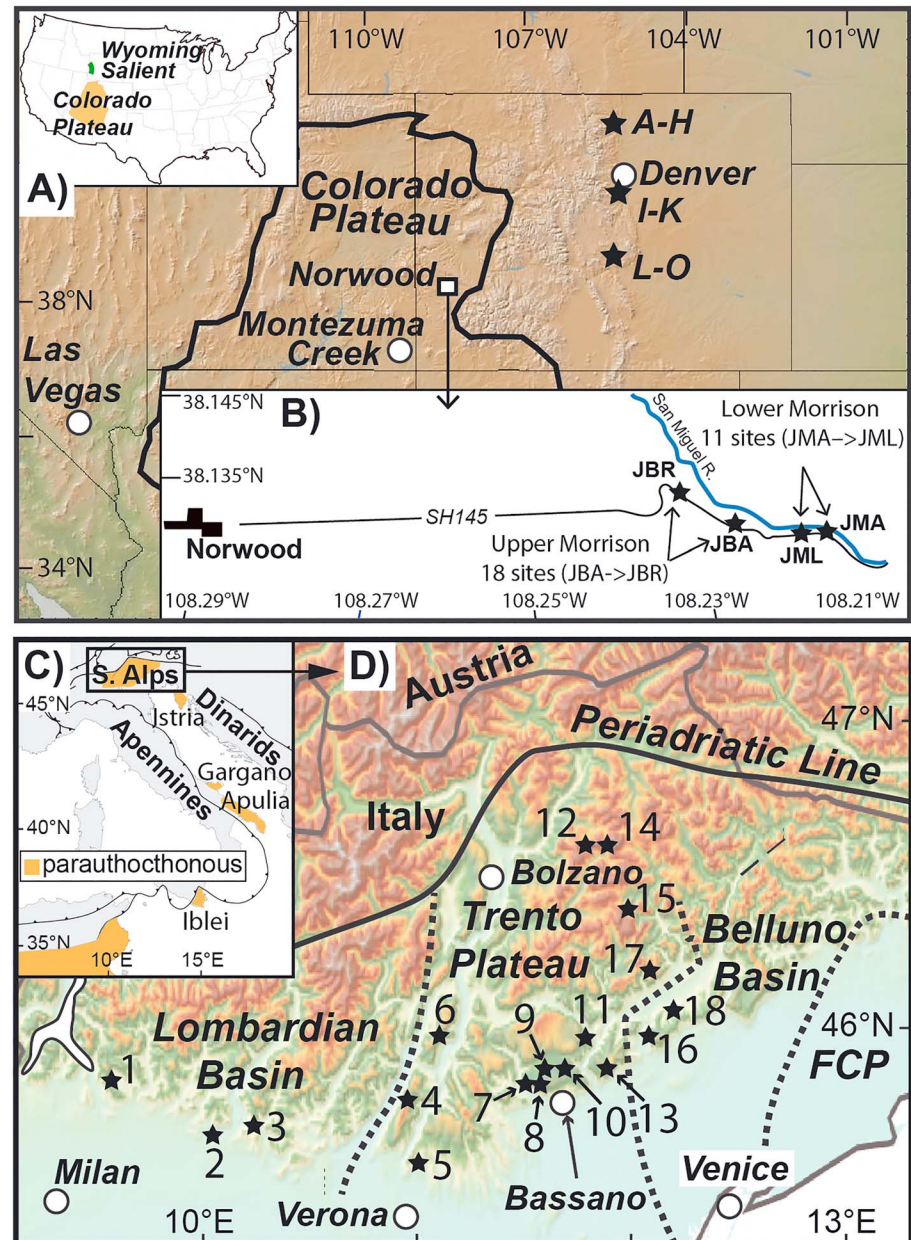 110°W
107°W
104°W
101°W
Wyoming
Salient
Colorado
Plateau
A)
A-H
Denver
I-K
L-O
Colorado
Plateau
Norwood
38°N
Montezuma
Creek
Las
Vegas
34°N
38.145°N
B)
38.135°N
San Miguel R.
Lower Morrison
11 sites (JMA–>JML)
JBR
SH145
JMA
Norwood
Upper Morrison
18 sites (JBA->JBR)
JBA
JML
108.29°W
108.27°W
108.25°W
108.23°W
108.21°W
C)
S. Alps
45°N
Istria
Dinarids
Apennines
Gargano
Apulia
40°N
parauthocthonous
Iblei
35°N
10°E
15°E
D)
Austria
47°N
Periadriatic Line
Italy
12
14
Bolzano
15
Trento
Plateau
Belluno
Basin
17
18
6
9
11
46°N
Lombardian
Basin
16
FCP
1
4
7
8
10
13
3
2
5
Milan
Bassano
Venice
Verona
10°E
13°E